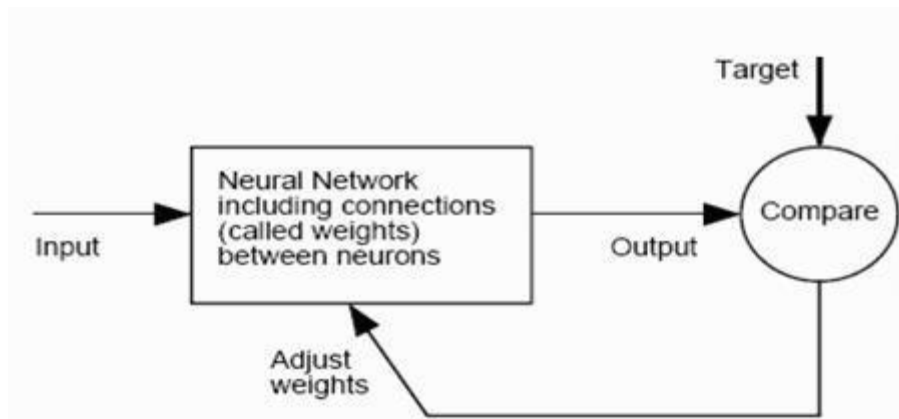 Target
Neural Network
including connections
(called weights)
between neurons
Compare
Input
Output
Adjust
weights